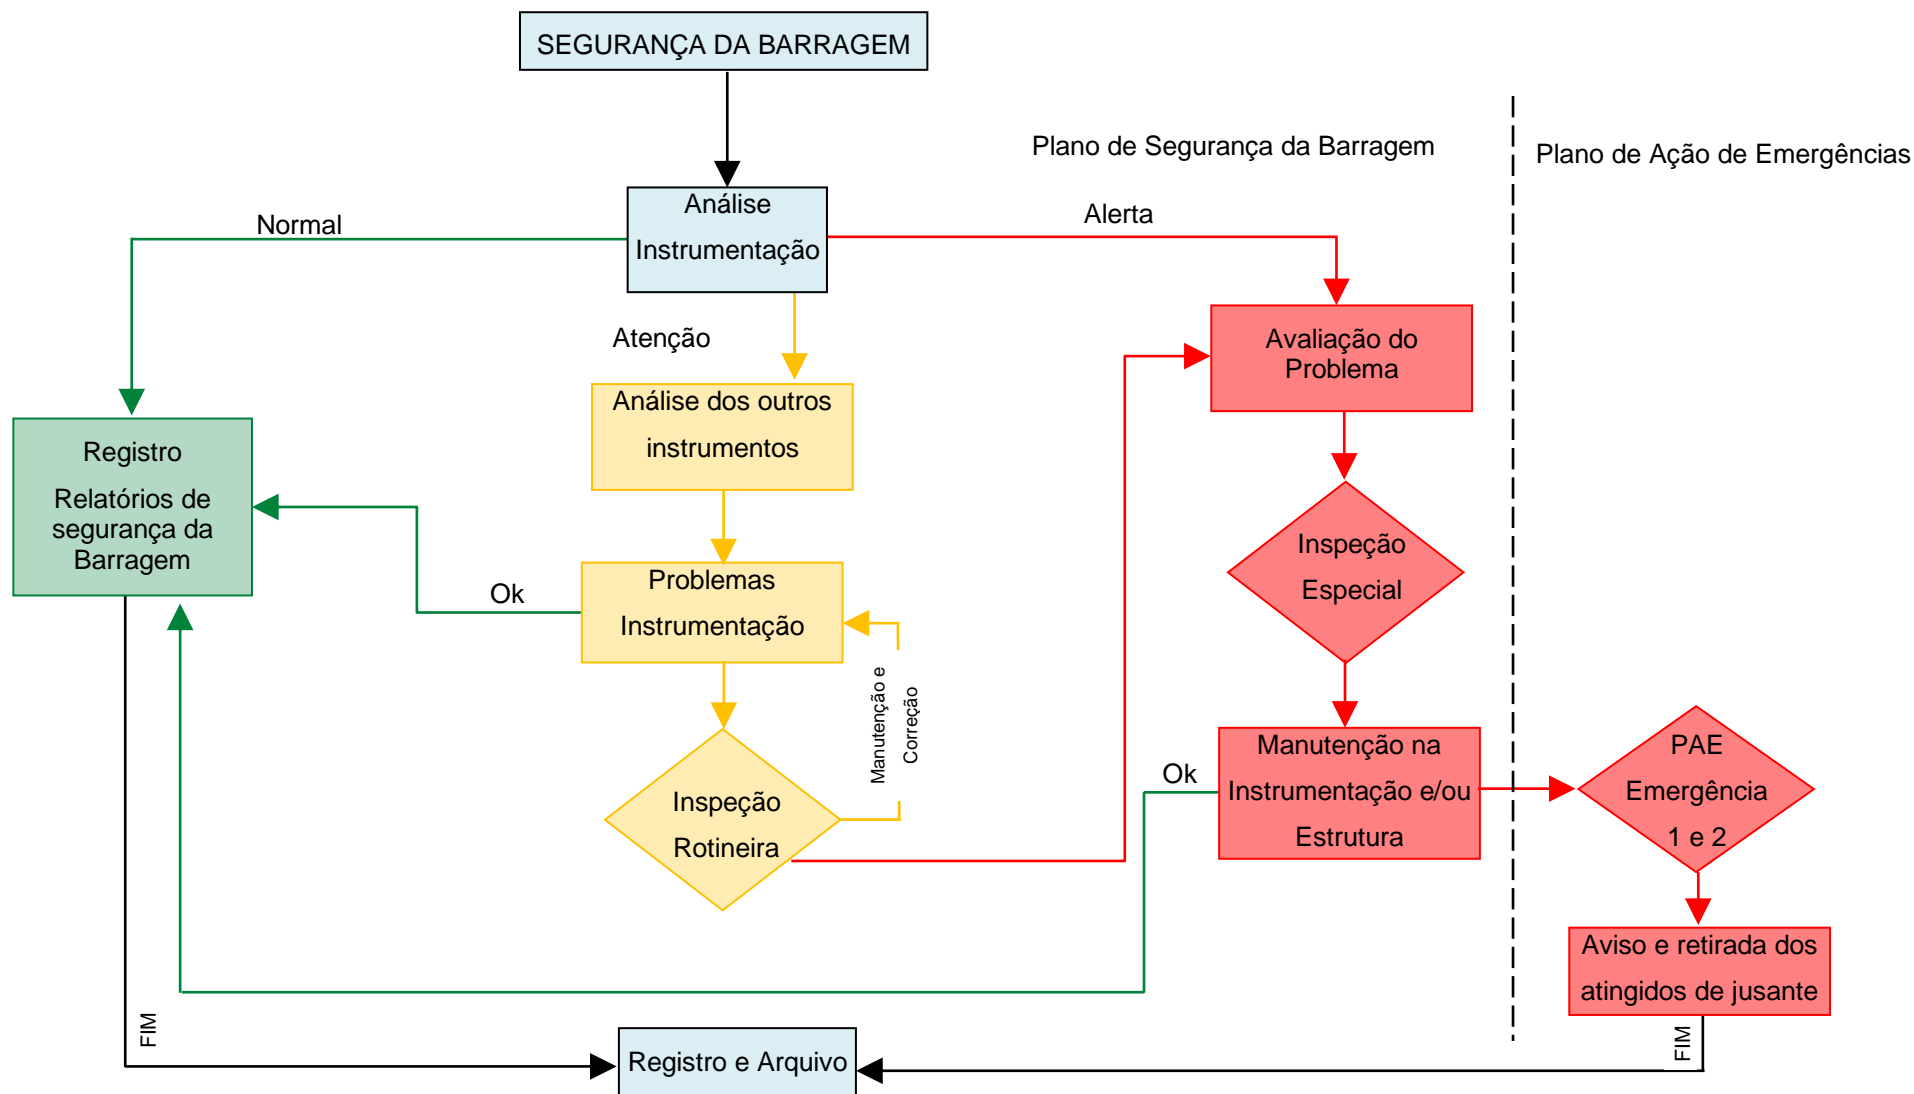 SEGURANÇA DA BARRAGEM
Plano de Segurança da Barragem
Plano de Ação de Emergências
Análise
Instrumentação
Normal
Alerta
Atenção
Avaliação do
Problema
Análise dos outros
instrumentos
Registro
Relatórios de
segurança da
Barragem
Inspeção
Especial
Problemas
Instrumentação
Ok
Manutenção e
Correção
Inspeção
Rotineira
Manutenção na
Instrumentação e/ou
Estrutura
Ok
PAE
Emergência
1 e 2
Aviso e retirada dos
atingidos de jusante
FIM
FIM
Registro e Arquivo